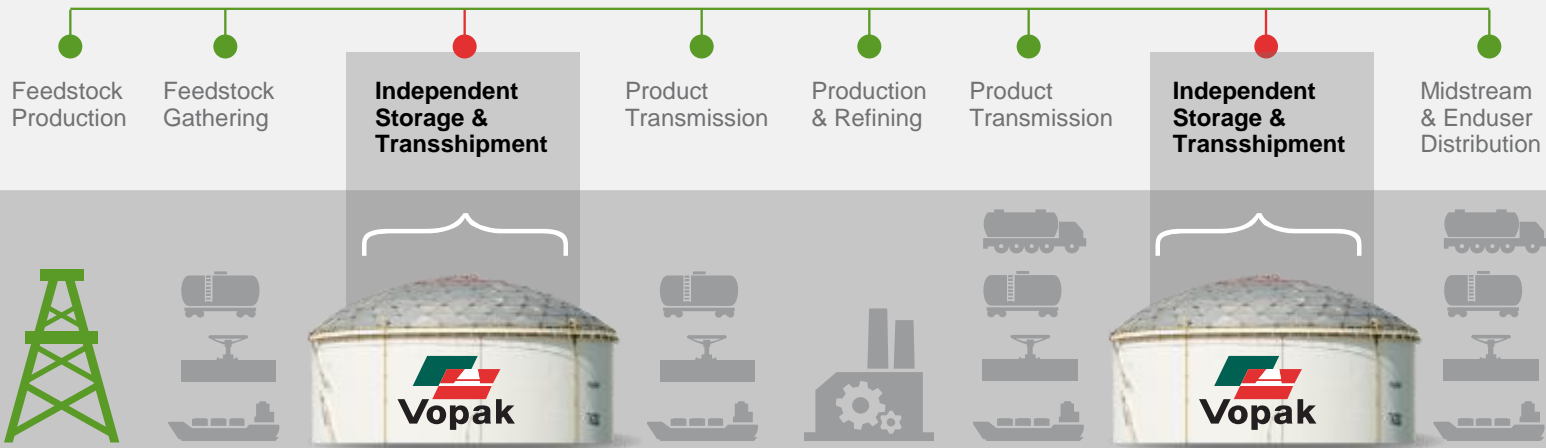 Feedstock
Production
Feedstock
Gathering
Independent
Storage &
Transshipment
Product
Transmission
Production
& Refining
Product
Transmission
Independent
Storage &
Transshipment
Midstream
& Enduser
Distribution
Vopak
Vopak